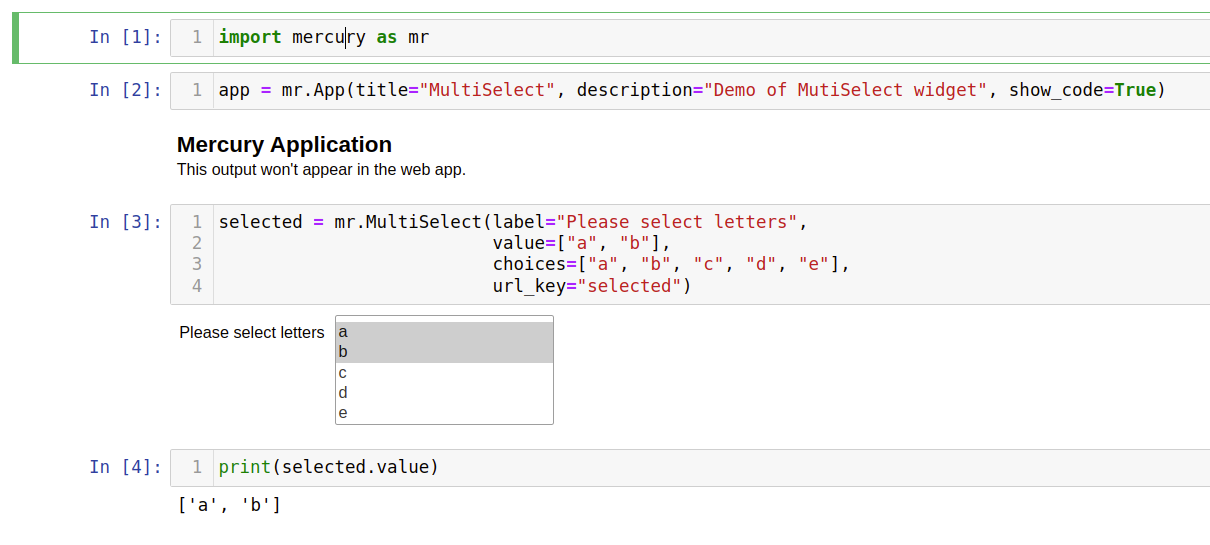 In [1]: 1 import mercury as mr
In [2]: 1 app = mr.App(title="MultiSelect", description="Demo of MutiSelect widget", show_code=True)
Mercury Application
This output won't appear in the web app.
In [3]: 1 selected = mr.MultiSelect(label="Please select letters",
2 value=["a", "b"],
3 choices=["a", "b", "c", "d", "e"],
4 url_key="selected")
Please select letters a
b
c
d
e
In [4]: 1 print(selected.value)
['a', 'b']